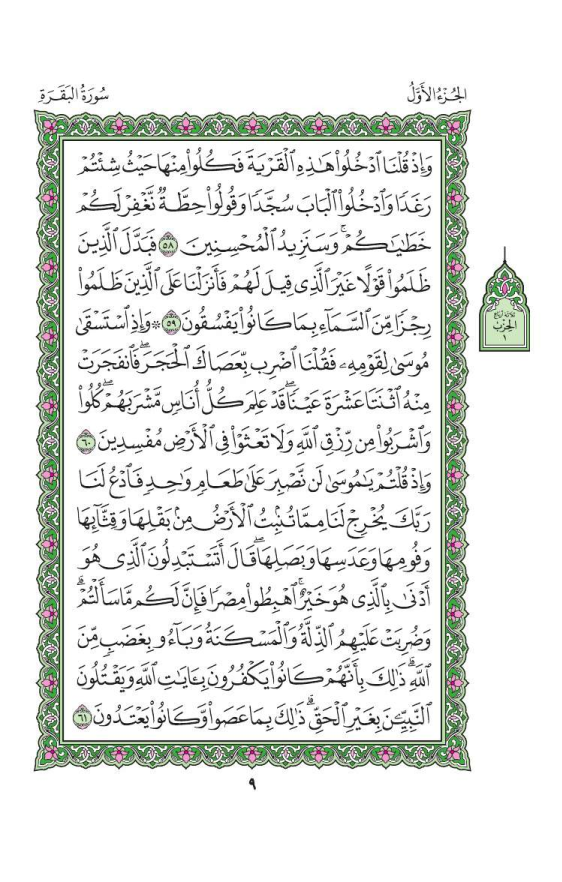 سُورَةُ البَقَرَةِ
الجُزْءُ الأَوَّلُ
وَإِذْ قُلْنَا ٱدْخُلُوا۟ هَـٰذِهِ ٱلْقَرْيَةَ فَكُلُوا۟ مِنْهَا حَيْثُ شِئْتُمْ
رَغَدًا وَٱدْخُلُوا۟ ٱلْبَابَ سُجَّدًا وَقُولُوا۟ حِطَّةٌ نَّغْفِرْ لَكُمْ
خَطَـٰيَـٰكُمْ ۚ وَسَنَزِيدُ ٱلْمُحْسِنِينَ ٥٨ فَبَدَّلَ ٱلَّذِينَ
ظَلَمُوا۟ قَوْلًا غَيْرَ ٱلَّذِى قِيلَ لَهُمْ فَأَنزَلْنَا عَلَى ٱلَّذِينَ ظَلَمُوا۟
رِجْزًا مِّنَ ٱلسَّمَآءِ بِمَا كَانُوا۟ يَفْسُقُونَ ٥٩ ۞ وَإِذِ ٱسْتَسْقَىٰ
مُوسَىٰ لِقَوْمِهِۦ فَقُلْنَا ٱضْرِب بِّعَصَاكَ ٱلْحَجَرَ ۖ فَٱنفَجَرَتْ
مِنْهُ ٱثْنَتَا عَشْرَةَ عَيْنًا ۖ قَدْ عَلِمَ كُلُّ أُنَاسٍ مَّشْرَبَهُمْ ۖ كُلُوا۟
وَٱشْرَبُوا۟ مِن رِّزْقِ ٱللَّهِ وَلَا تَعْثَوْا۟ فِى ٱلْأَرْضِ مُفْسِدِينَ ٦٠
وَإِذْ قُلْتُمْ يَـٰمُوسَىٰ لَن نَّصْبِرَ عَلَىٰ طَعَامٍ وَٰحِدٍ فَٱدْعُ لَنَا
رَبَّكَ يُخْرِجْ لَنَا مِمَّا تُنۢبِتُ ٱلْأَرْضُ مِنۢ بَقْلِهَا وَقِثَّآئِهَا
وَفُومِهَا وَعَدَسِهَا وَبَصَلِهَا ۖ قَالَ أَتَسْتَبْدِلُونَ ٱلَّذِى هُوَ
أَدْنَىٰ بِٱلَّذِى هُوَ خَيْرٌ ۚ ٱهْبِطُوا۟ مِصْرًا فَإِنَّ لَكُم مَّا سَأَلْتُمْ ۗ
وَضُرِبَتْ عَلَيْهِمُ ٱلذِّلَّةُ وَٱلْمَسْكَنَةُ وَبَآءُو بِغَضَبٍ مِّنَ
ٱللَّهِ ۗ ذَٰلِكَ بِأَنَّهُمْ كَانُوا۟ يَكْفُرُونَ بِـَٔايَـٰتِ ٱللَّهِ وَيَقْتُلُونَ
ٱلنَّبِيِّـۧنَ بِغَيْرِ ٱلْحَقِّ ۗ ذَٰلِكَ بِمَا عَصَوا۟ وَّكَانُوا۟ يَعْتَدُونَ ٦١
ثلاثة أرباع
الحِزْبُ
١
٩